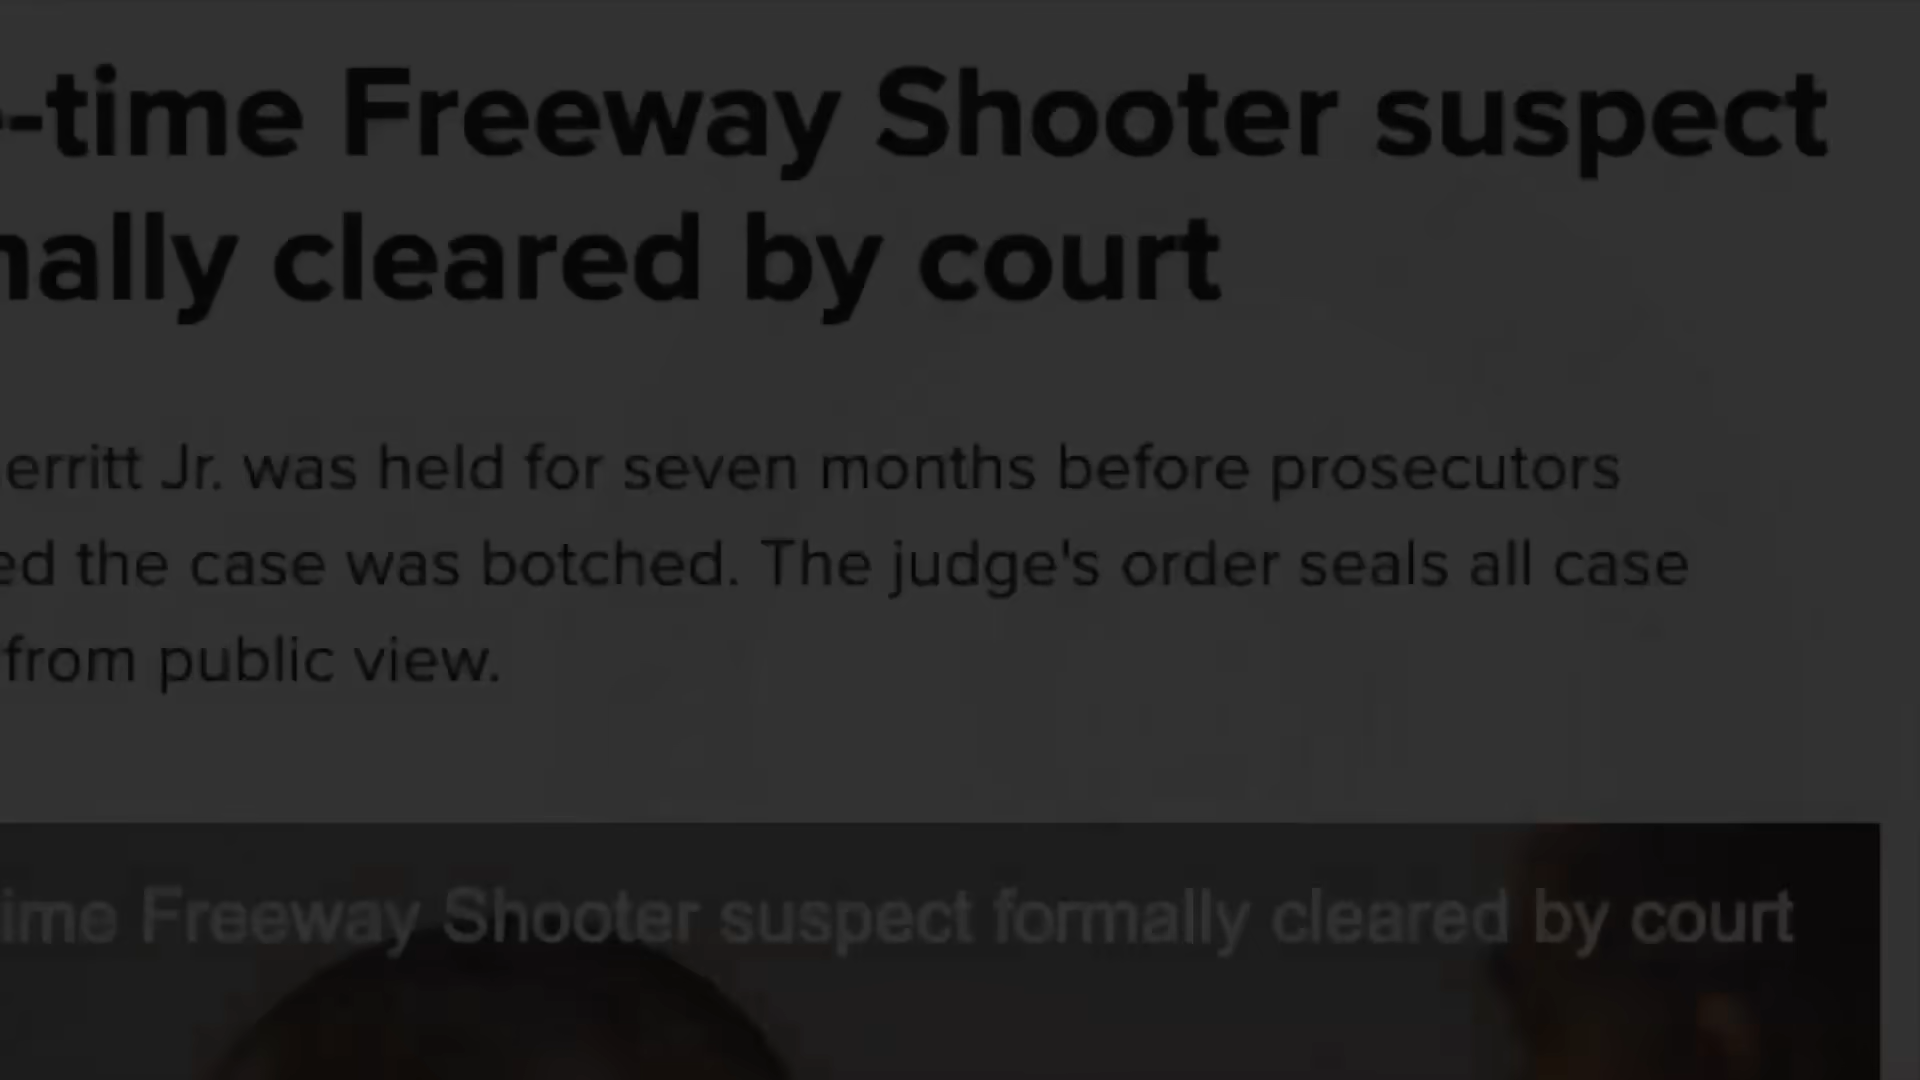 -time Freeway Shooter suspect
nally cleared by court
erritt Jr. was held for seven months before prosecutors
ed the case was botched. The judge's order seals all case
from public view.
ime Freeway Shooter suspect formally cleared by court